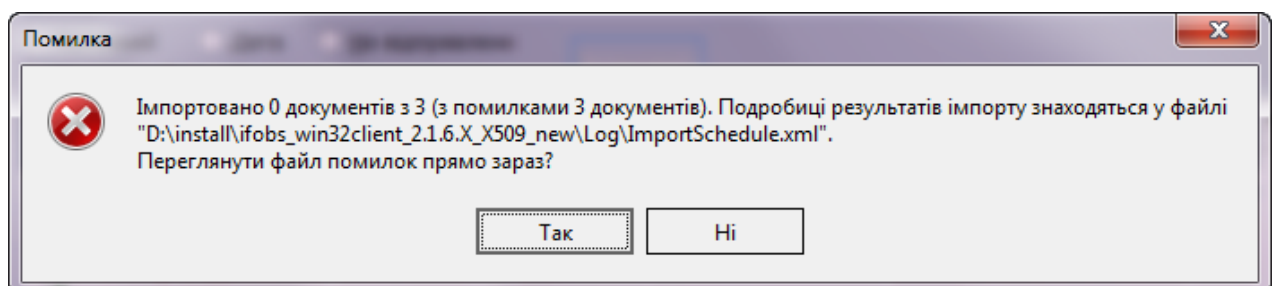 Помилка
Імпортовано 0 документів з 3 (з помилками 3 документів). Подробиці результатів імпорту знаходяться у файлі
"D:\install\ifobs_win32client_2.1.6.X_X509_new\Log\ImportSchedule.xml".
Переглянути файл помилок прямо зараз?
Так
Ні